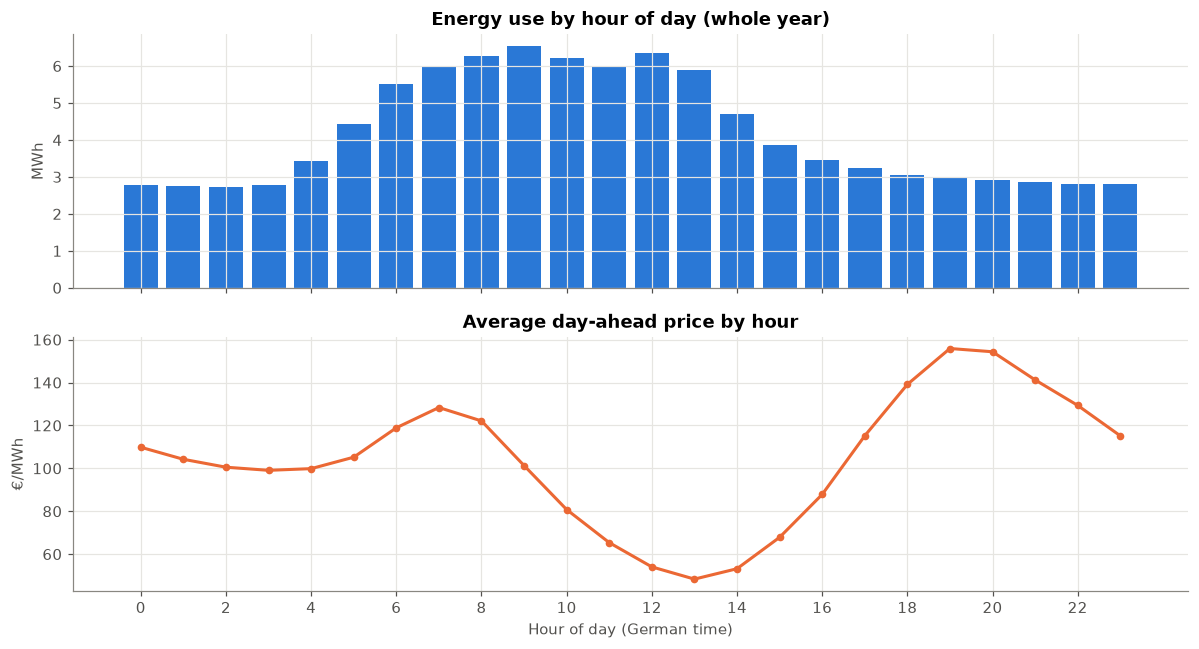 Energy use by hour of day (whole year)
MWh
6
5
4
3
2
1
0
Average day-ahead price by hour
€/MWh
160
140
120
100
80
60
0 2 4 6 8 10 12 14 16 18 20 22
Hour of day (German time)